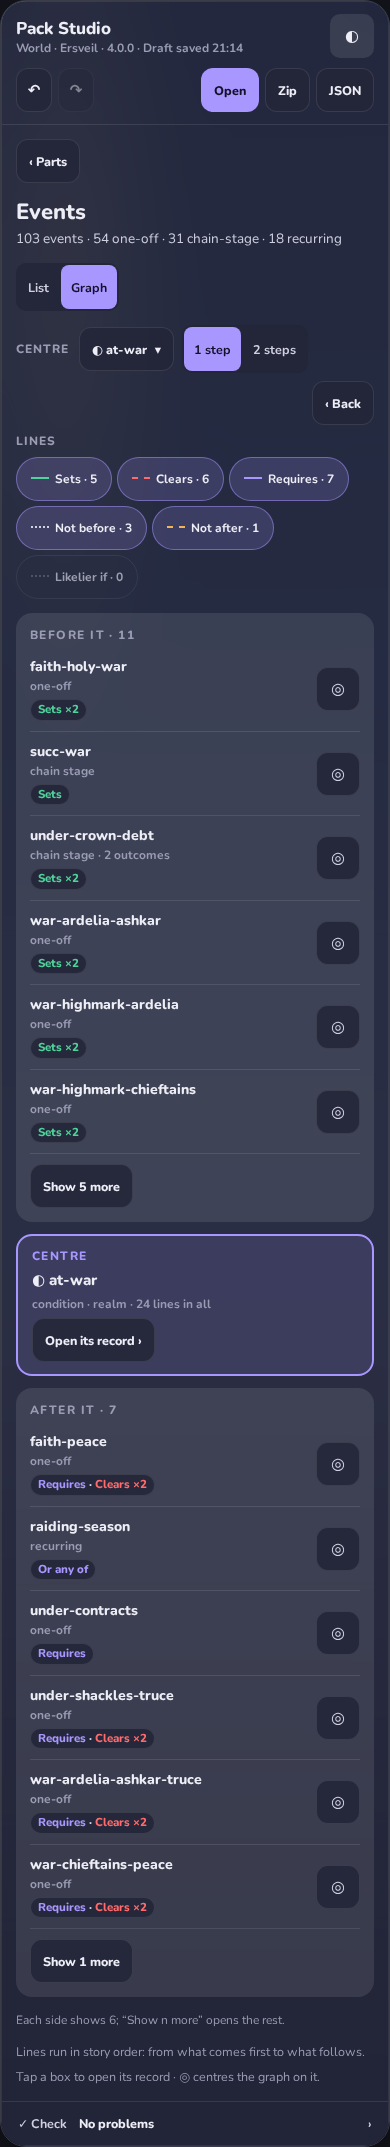 Pack Studio
World · Ersveil · 4.0.0 · Draft saved 21:14
◐
↶ ↷ Open Zip JSON
‹ Parts
Events
103 events · 54 one-off · 31 chain-stage · 18 recurring
List Graph
CENTRE ◐ at-war ▾ 1 step 2 steps
‹ Back
LINES
Sets · 5 Clears · 6 Requires · 7
Not before · 3 Not after · 1
Likelier if · 0
BEFORE IT · 11
faith-holy-war
one-off
Sets ×2
◎
succ-war
chain stage
Sets
◎
under-crown-debt
chain stage · 2 outcomes
Sets ×2
◎
war-ardelia-ashkar
one-off
Sets ×2
◎
war-highmark-ardelia
one-off
Sets ×2
◎
war-highmark-chieftains
one-off
Sets ×2
◎
Show 5 more
CENTRE
◐ at-war
condition · realm · 24 lines in all
Open its record ›
AFTER IT · 7
faith-peace
one-off
Requires · Clears ×2
◎
raiding-season
recurring
Or any of
◎
under-contracts
one-off
Requires
◎
under-shackles-truce
one-off
Requires · Clears ×2
◎
war-ardelia-ashkar-truce
one-off
Requires · Clears ×2
◎
war-chieftains-peace
one-off
Requires · Clears ×2
◎
Show 1 more
Each side shows 6; “Show n more” opens the rest.
Lines run in story order: from what comes first to what follows.
Tap a box to open its record · ◎ centres the graph on it.
✓ Check No problems ›